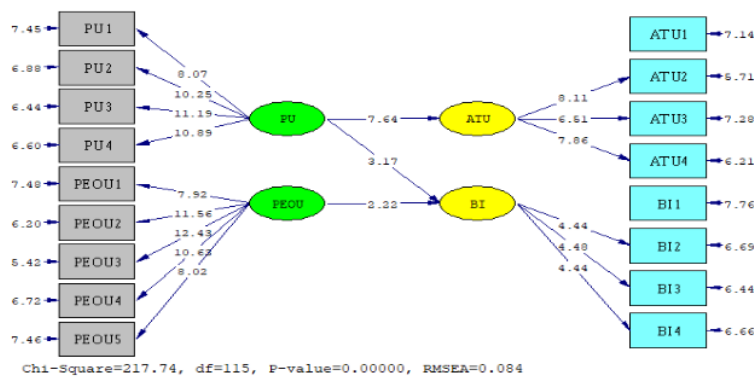 7.45 PU1
6.88 PU2
6.44 PU3
6.60 PU4
7.48 PEOU1
6.20 PEOU2
5.42 PEOU3
6.72 PEOU4
7.46 PEOU5
8.07
10.25
11.19
10.89
7.92
11.56
12.43
10.63
8.02
PU
PEOU
7.64
3.17
2.22
ATU
BI
8.11
6.51
7.86
4.44
4.48
4.44
ATU1 7.14
ATU2 5.71
ATU3 7.28
ATU4 6.21
BI1 7.76
BI2 6.69
BI3 6.44
BI4 6.66
Chi-Square=217.74, df=115, P-value=0.00000, RMSEA=0.084